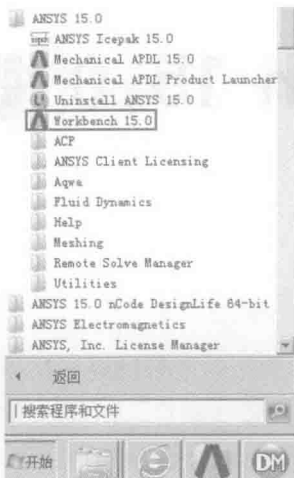 ANSYS 15.0
ANSYS Icepak 15.0
Mechanical APDL 15.0
Mechanical APDL Product Launcher
Uninstall ANSYS 15.0
Workbench 15.0
ACP
ANSYS Client Licensing
Aqwa
Fluid Dynamics
Help
Meshing
Remote Solve Manager
Utilities
ANSYS 15.0 nCode DesignLife 64-bit
ANSYS Electromagnetics
ANSYS, Inc. License Manager
返回
搜索程序和文件
开始
DM